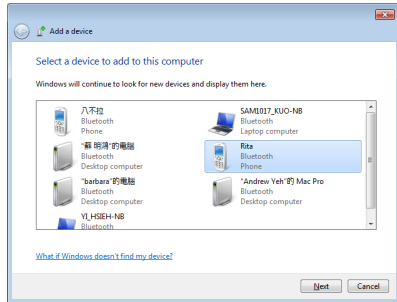 Add a device
Select a device to add to this computer
Windows will continue to look for new devices and display them here.
八不拉
Bluetooth
Phone
SAM1017_KUO-NB
Bluetooth
Laptop computer
"蘇 明鴻"的電腦
Bluetooth
Desktop computer
Rita
Bluetooth
Phone
"barbara"的電腦
Bluetooth
Desktop computer
"Andrew Yeh"的 Mac Pro
Bluetooth
Desktop computer
YI_HSIEH-NB
Bluetooth
What if Windows doesn't find my device?
Next
Cancel